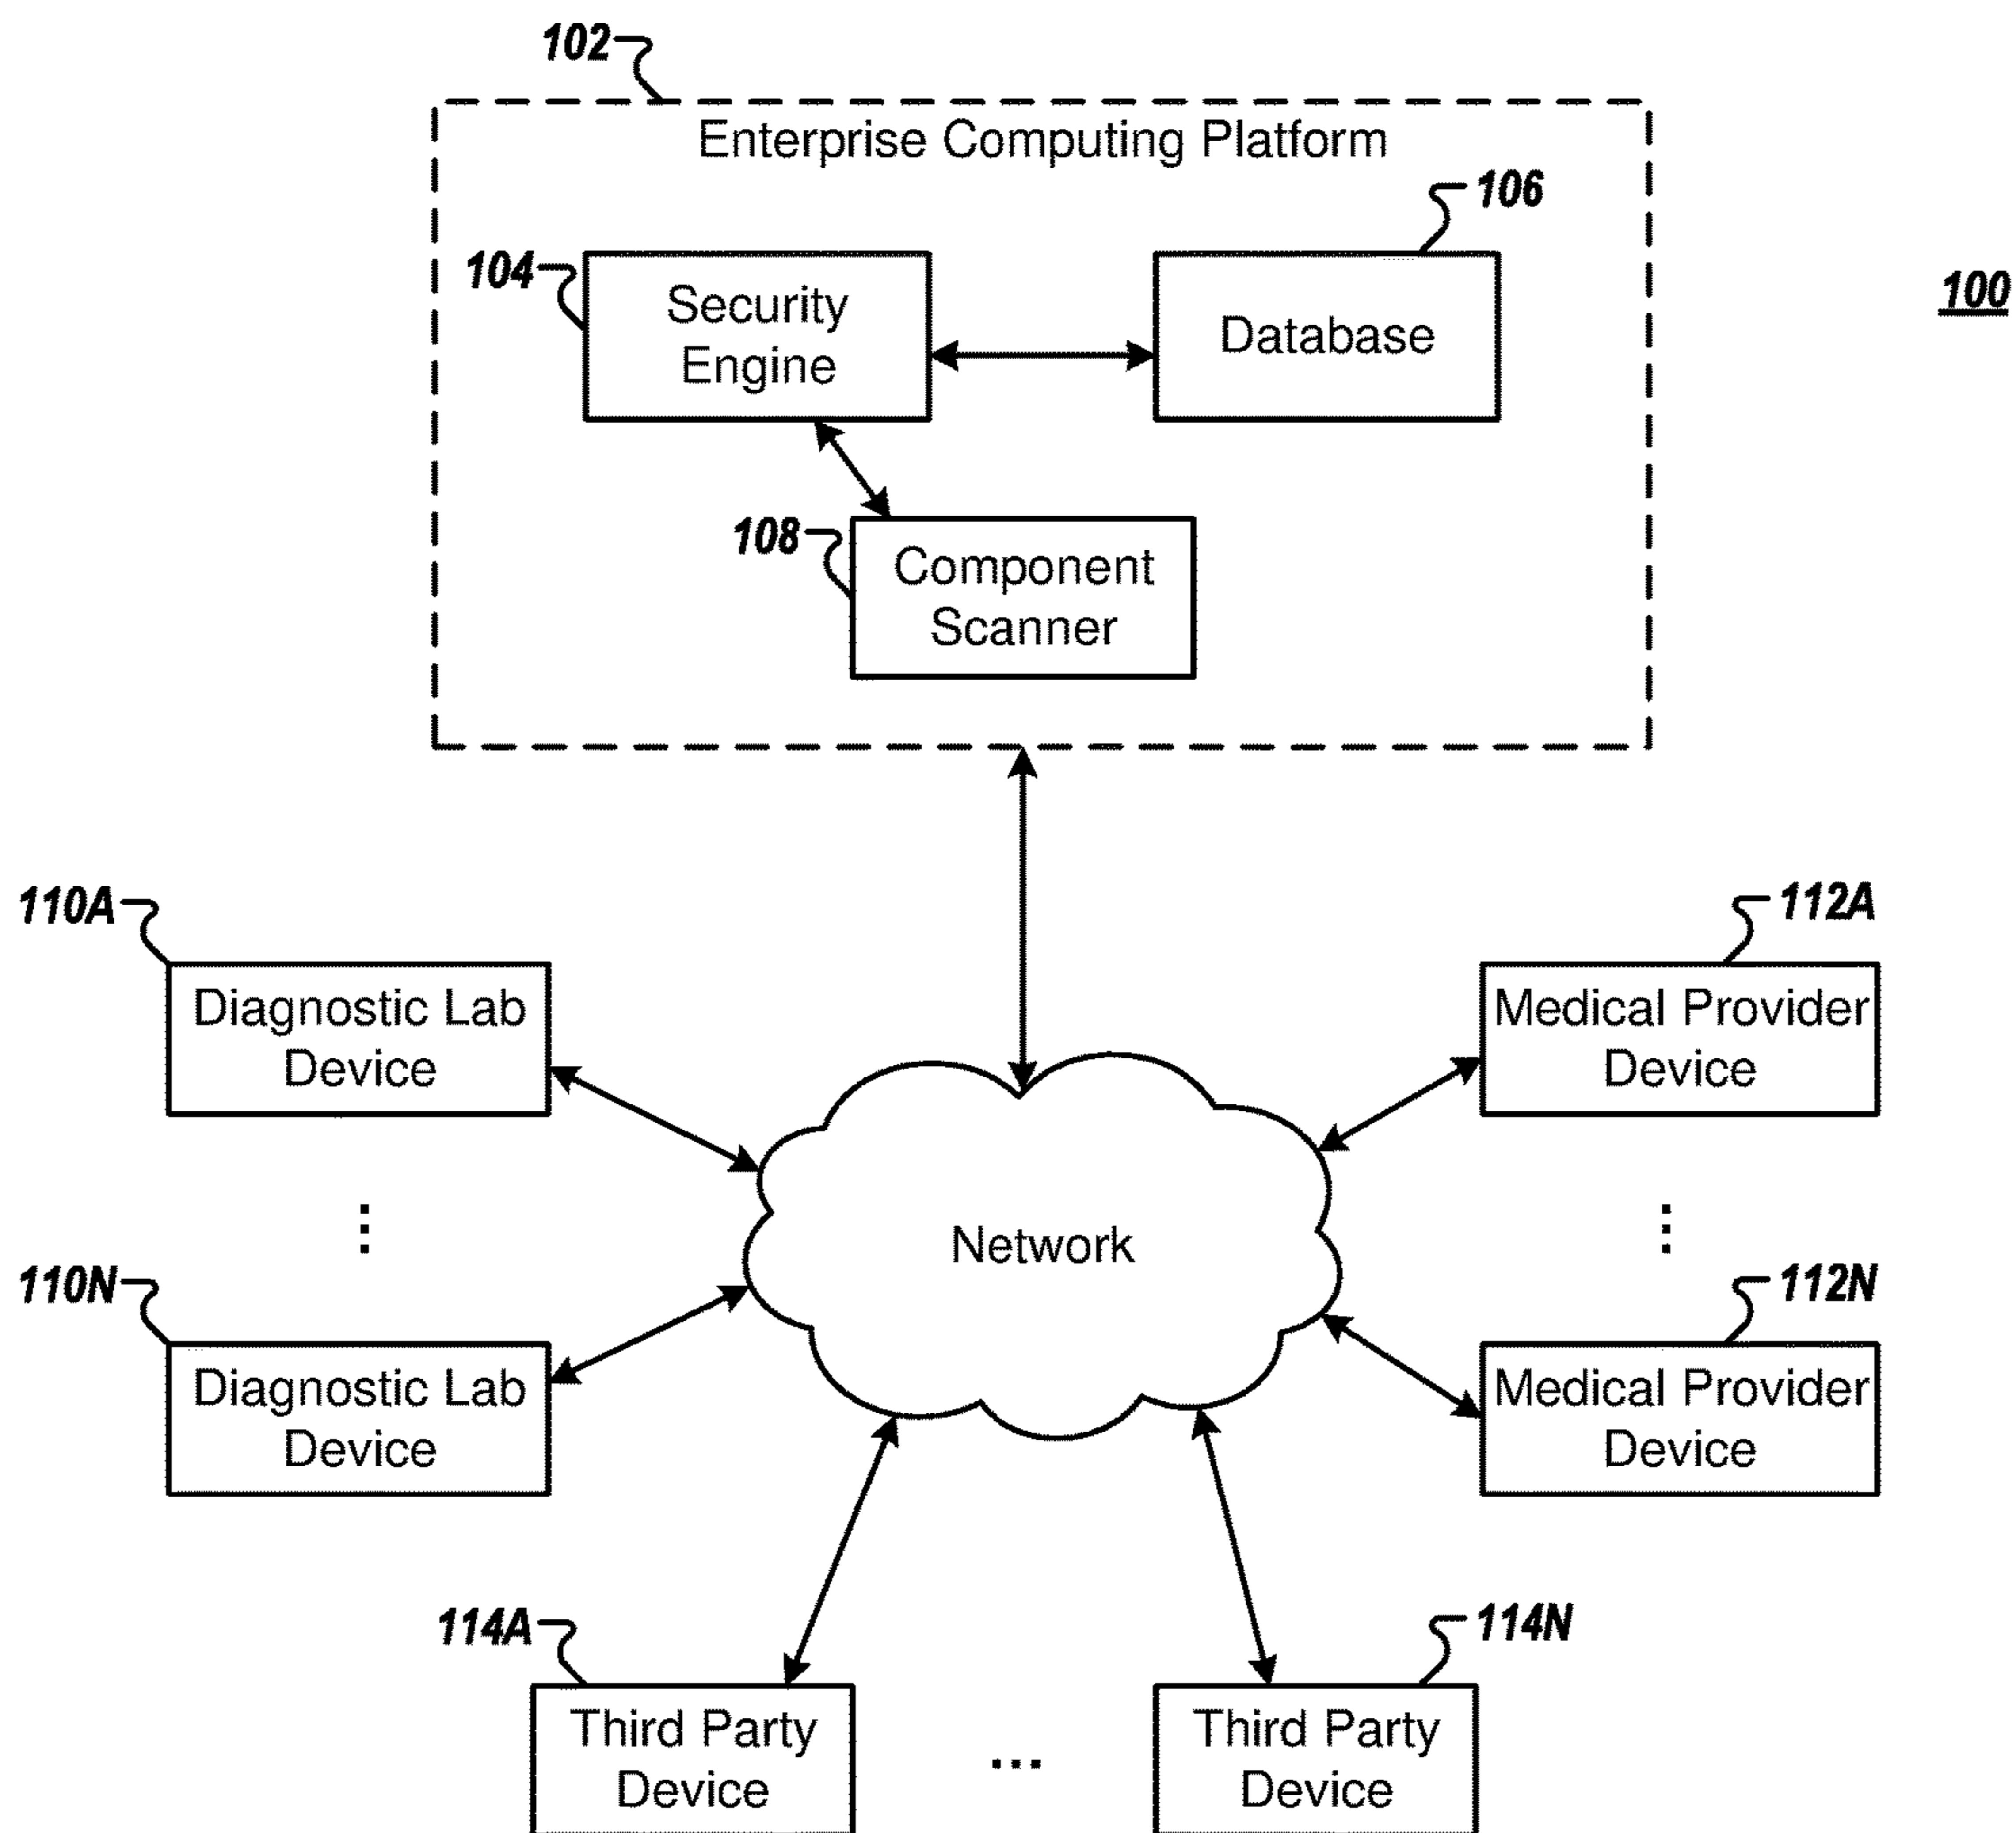 102
Enterprise Computing Platform
106
104
Security
Engine
Database
100
108
Component
Scanner
110A
112A
Diagnostic Lab
Device
Medical Provider
Device
Network
110N
112N
Diagnostic Lab
Device
Medical Provider
Device
114A
114N
Third Party
Device
...
Third Party
Device